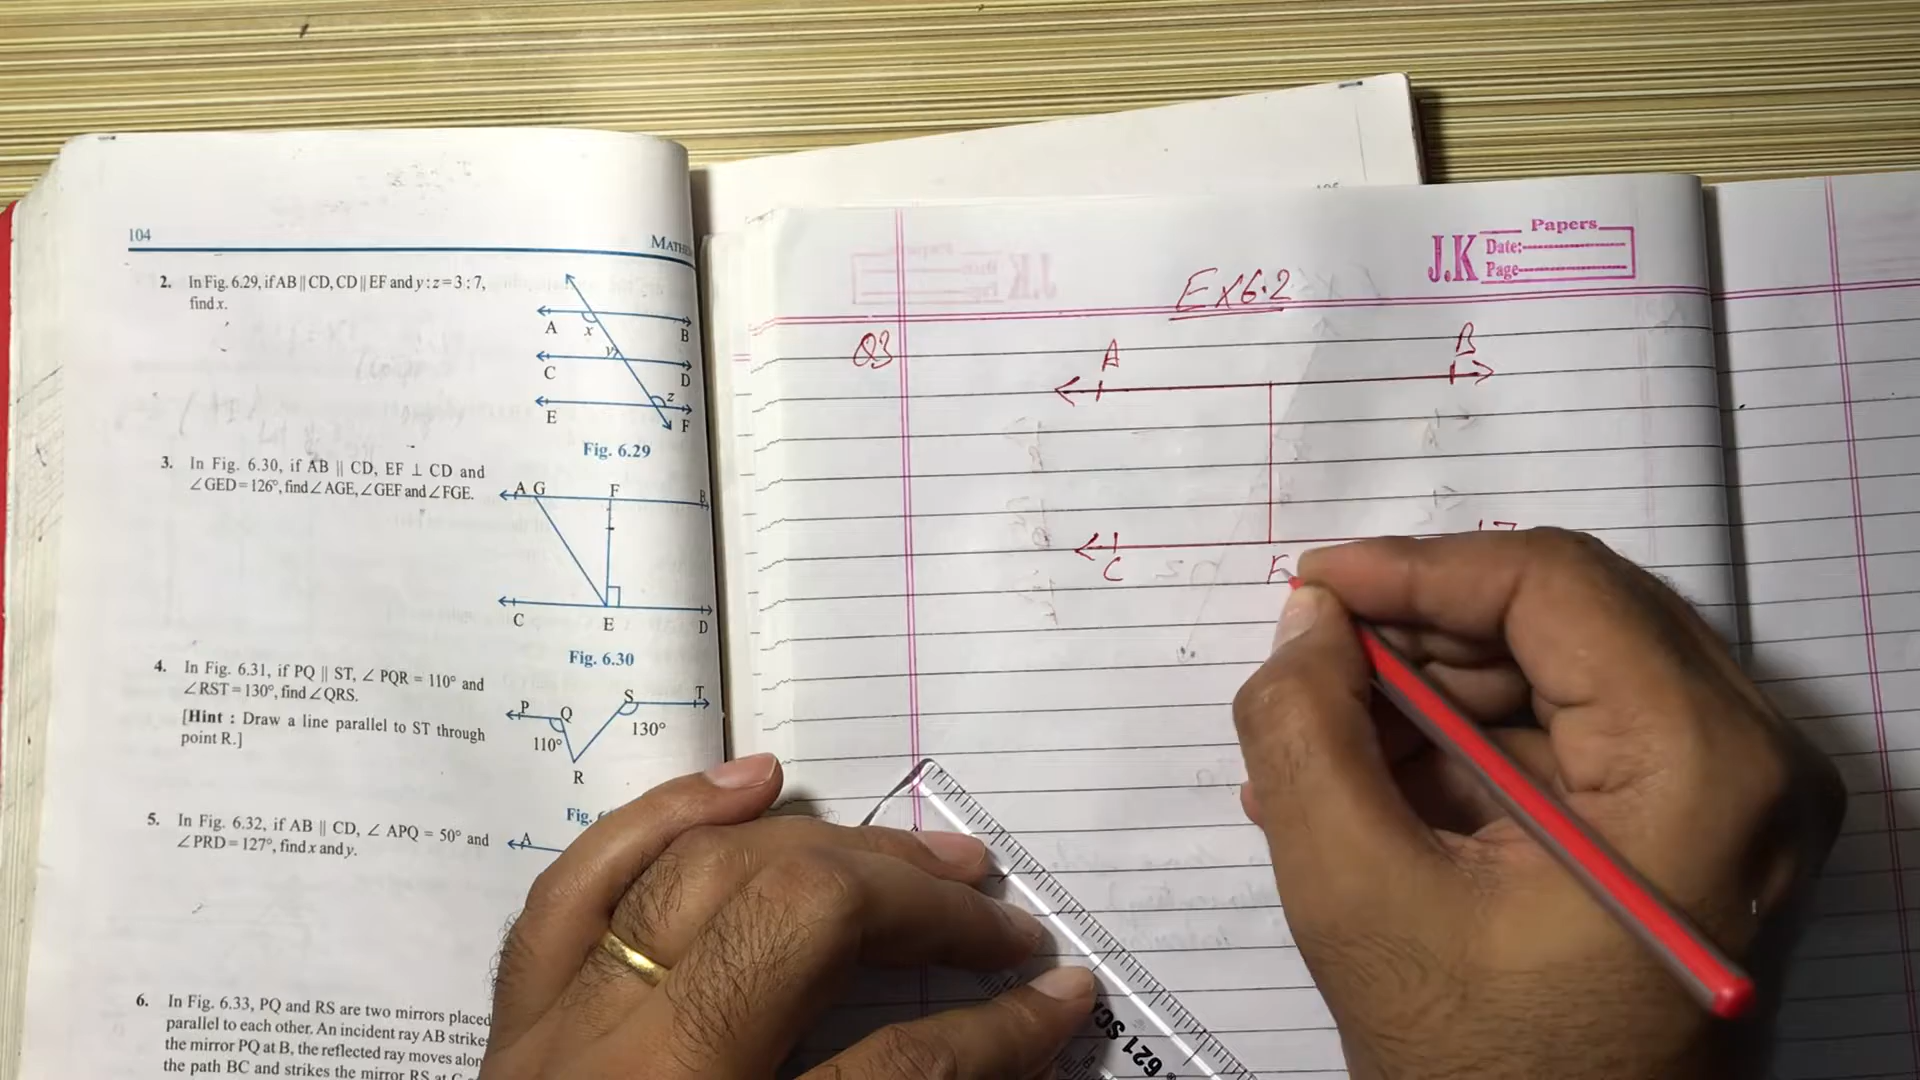 104
MATHE
2. In Fig. 6.29, if AB || CD, CD || EF and y : z = 3 : 7,
find x.
A x B
y
C D
z
E F
Fig. 6.29
3. In Fig. 6.30, if AB || CD, EF ⊥ CD and
∠GED = 126°, find ∠AGE, ∠GEF and ∠FGE.
A G F B
C E D
Fig. 6.30
4. In Fig. 6.31, if PQ || ST, ∠ PQR = 110° and
∠RST = 130°, find ∠QRS.
[Hint : Draw a line parallel to ST through
point R.]
P Q S T
110° 130°
R
Fig.
5. In Fig. 6.32, if AB || CD, ∠ APQ = 50° and
∠PRD = 127°, find x and y.
A
6. In Fig. 6.33, PQ and RS are two mirrors placed
parallel to each other. An incident ray AB strikes
the mirror PQ at B, the reflected ray moves along
the path BC and strikes the mirror RS at C
J.K Papers
Date:
Page
EX6.2
Q3
A B
C
621